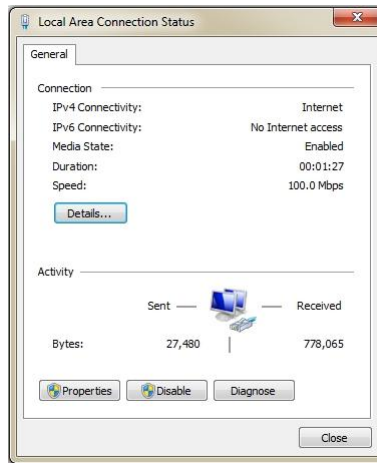 Local Area Connection Status
General
Connection
IPv4 Connectivity: Internet
IPv6 Connectivity: No Internet access
Media State: Enabled
Duration: 00:01:27
Speed: 100.0 Mbps
Details...
Activity
Sent Received
Bytes: 27,480 778,065
Properties Disable Diagnose
Close